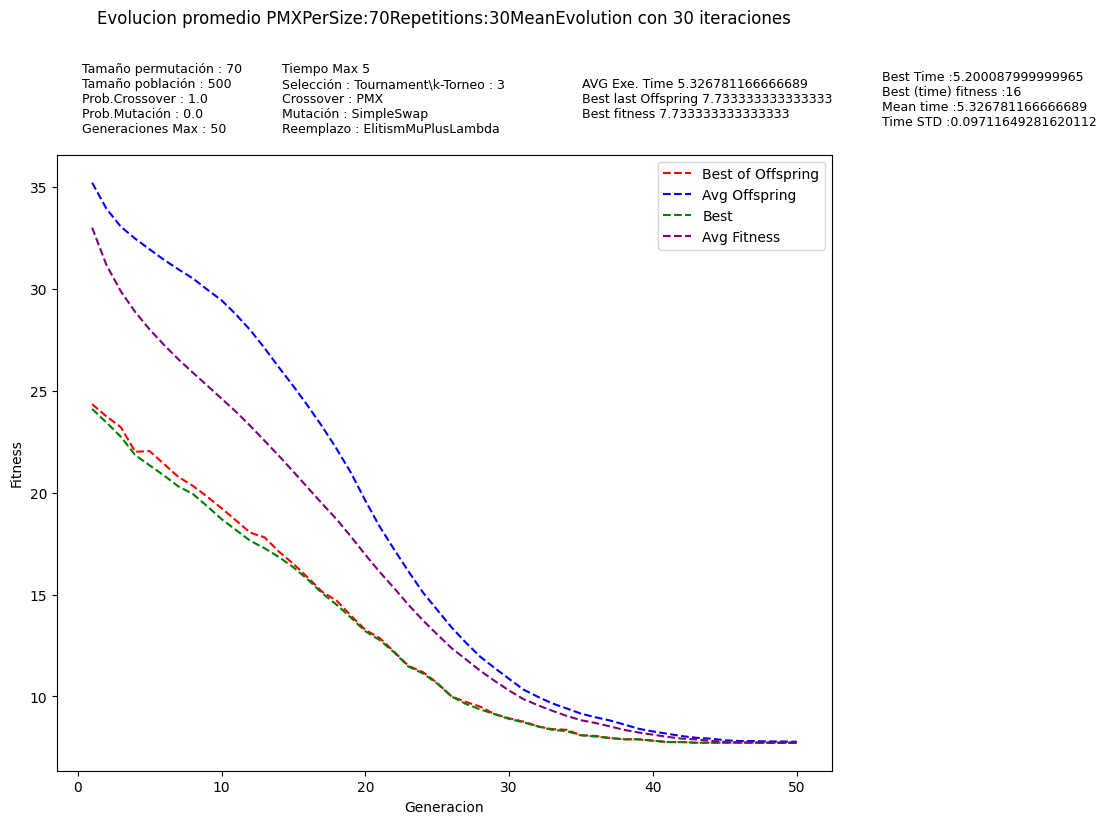 Evolucion promedio PMXPerSize:70Repetitions:30MeanEvolution con 30 iteraciones
Tamaño permutación : 70
Tamaño población : 500
Prob.Crossover : 1.0
Prob.Mutación : 0.0
Generaciones Max : 50
Tiempo Max 5
Selección : Tournament\k-Torneo : 3
Crossover : PMX
Mutación : SimpleSwap
Reemplazo : ElitismMuPlusLambda
AVG Exe. Time 5.326781166666689
Best last Offspring 7.733333333333333
Best fitness 7.733333333333333
Best Time :5.200087999999965
Best (time) fitness :16
Mean time :5.326781166666689
Time STD :0.09711649281620112
Best of Offspring
Avg Offspring
Best
Avg Fitness
Fitness
35
30
25
20
15
10
0
10
20
30
40
50
Generacion